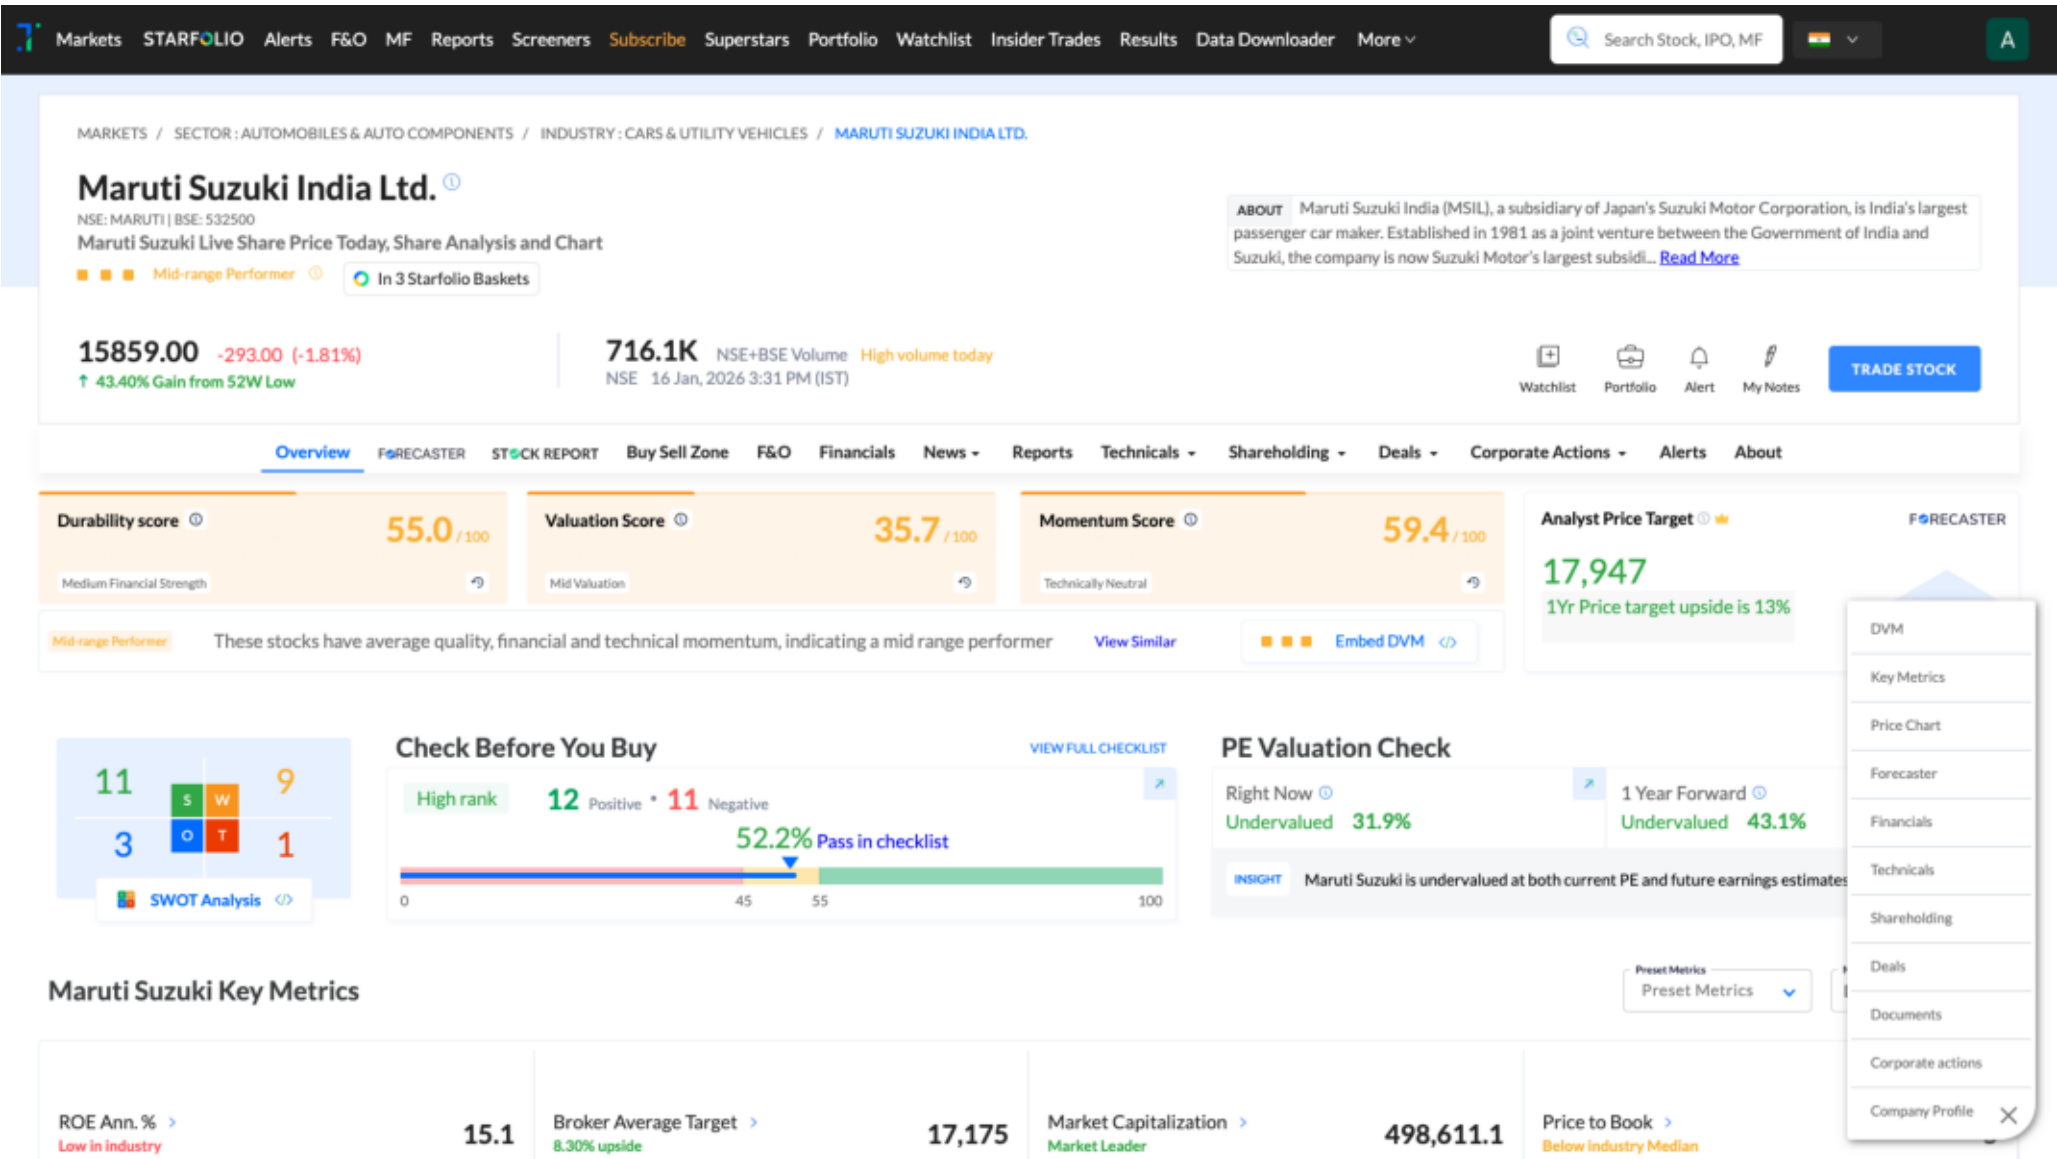 Markets STARFOLIO Alerts F&O MF Reports Screeners Subscribe Superstars Portfolio Watchlist Insider Trades Results Data Downloader More Search Stock, IPO, MF A
MARKETS / SECTOR : AUTOMOBILES & AUTO COMPONENTS / INDUSTRY : CARS & UTILITY VEHICLES / MARUTI SUZUKI INDIA LTD.
Maruti Suzuki India Ltd.
NSE: MARUTI | BSE: 532500
Maruti Suzuki Live Share Price Today, Share Analysis and Chart
Mid-range Performer In 3 Starfolio Baskets
ABOUT Maruti Suzuki India (MSIL), a subsidiary of Japan's Suzuki Motor Corporation, is India's largest
passenger car maker. Established in 1981 as a joint venture between the Government of India and
Suzuki, the company is now Suzuki Motor's largest subsidi... Read More
15859.00 -293.00 (-1.81%)
↑ 43.40% Gain from 52W Low
716.1K NSE+BSE Volume High volume today
NSE 16 Jan, 2026 3:31 PM (IST)
Watchlist Portfolio Alert My Notes TRADE STOCK
Overview FORECASTER STOCK REPORT Buy Sell Zone F&O Financials News Reports Technicals Shareholding Deals Corporate Actions Alerts About
Durability score 55.0 / 100
Medium Financial Strength
Valuation Score 35.7 / 100
Mid Valuation
Momentum Score 59.4 / 100
Technically Neutral
Analyst Price Target FORECASTER
17,947
1Yr Price target upside is 13%
Mid-range Performer These stocks have average quality, financial and technical momentum, indicating a mid range performer View Similar Embed DVM </>
11 9
S W
O T
3 1
SWOT Analysis </>
Check Before You Buy VIEW FULL CHECKLIST
High rank 12 Positive • 11 Negative
52.2% Pass in checklist
0 45 55 100
PE Valuation Check
Right Now
Undervalued 31.9%
1 Year Forward
Undervalued 43.1%
INSIGHT Maruti Suzuki is undervalued at both current PE and future earnings estimates
Maruti Suzuki Key Metrics
Preset Metrics
Preset Metrics
ROE Ann. % 15.1
Low in industry
Broker Average Target 17,175
8.30% upside
Market Capitalization 498,611.1
Market Leader
Price to Book
Below industry Median
DVM
Key Metrics
Price Chart
Forecaster
Financials
Technicals
Shareholding
Deals
Documents
Corporate actions
Company Profile